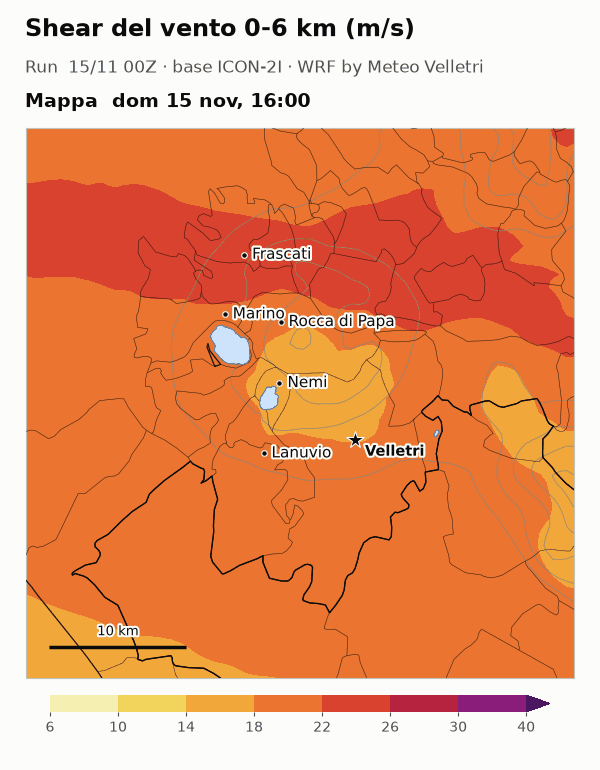 Shear del vento 0-6 km (m/s)
Run  15/11 00Z · base ICON-2I · WRF by Meteo Velletri
Mappa  dom 15 nov, 16:00
Frascati
Marino
Rocca di Papa
Nemi
Velletri
Lanuvio
10 km
6 10 14 18 22 26 30 40